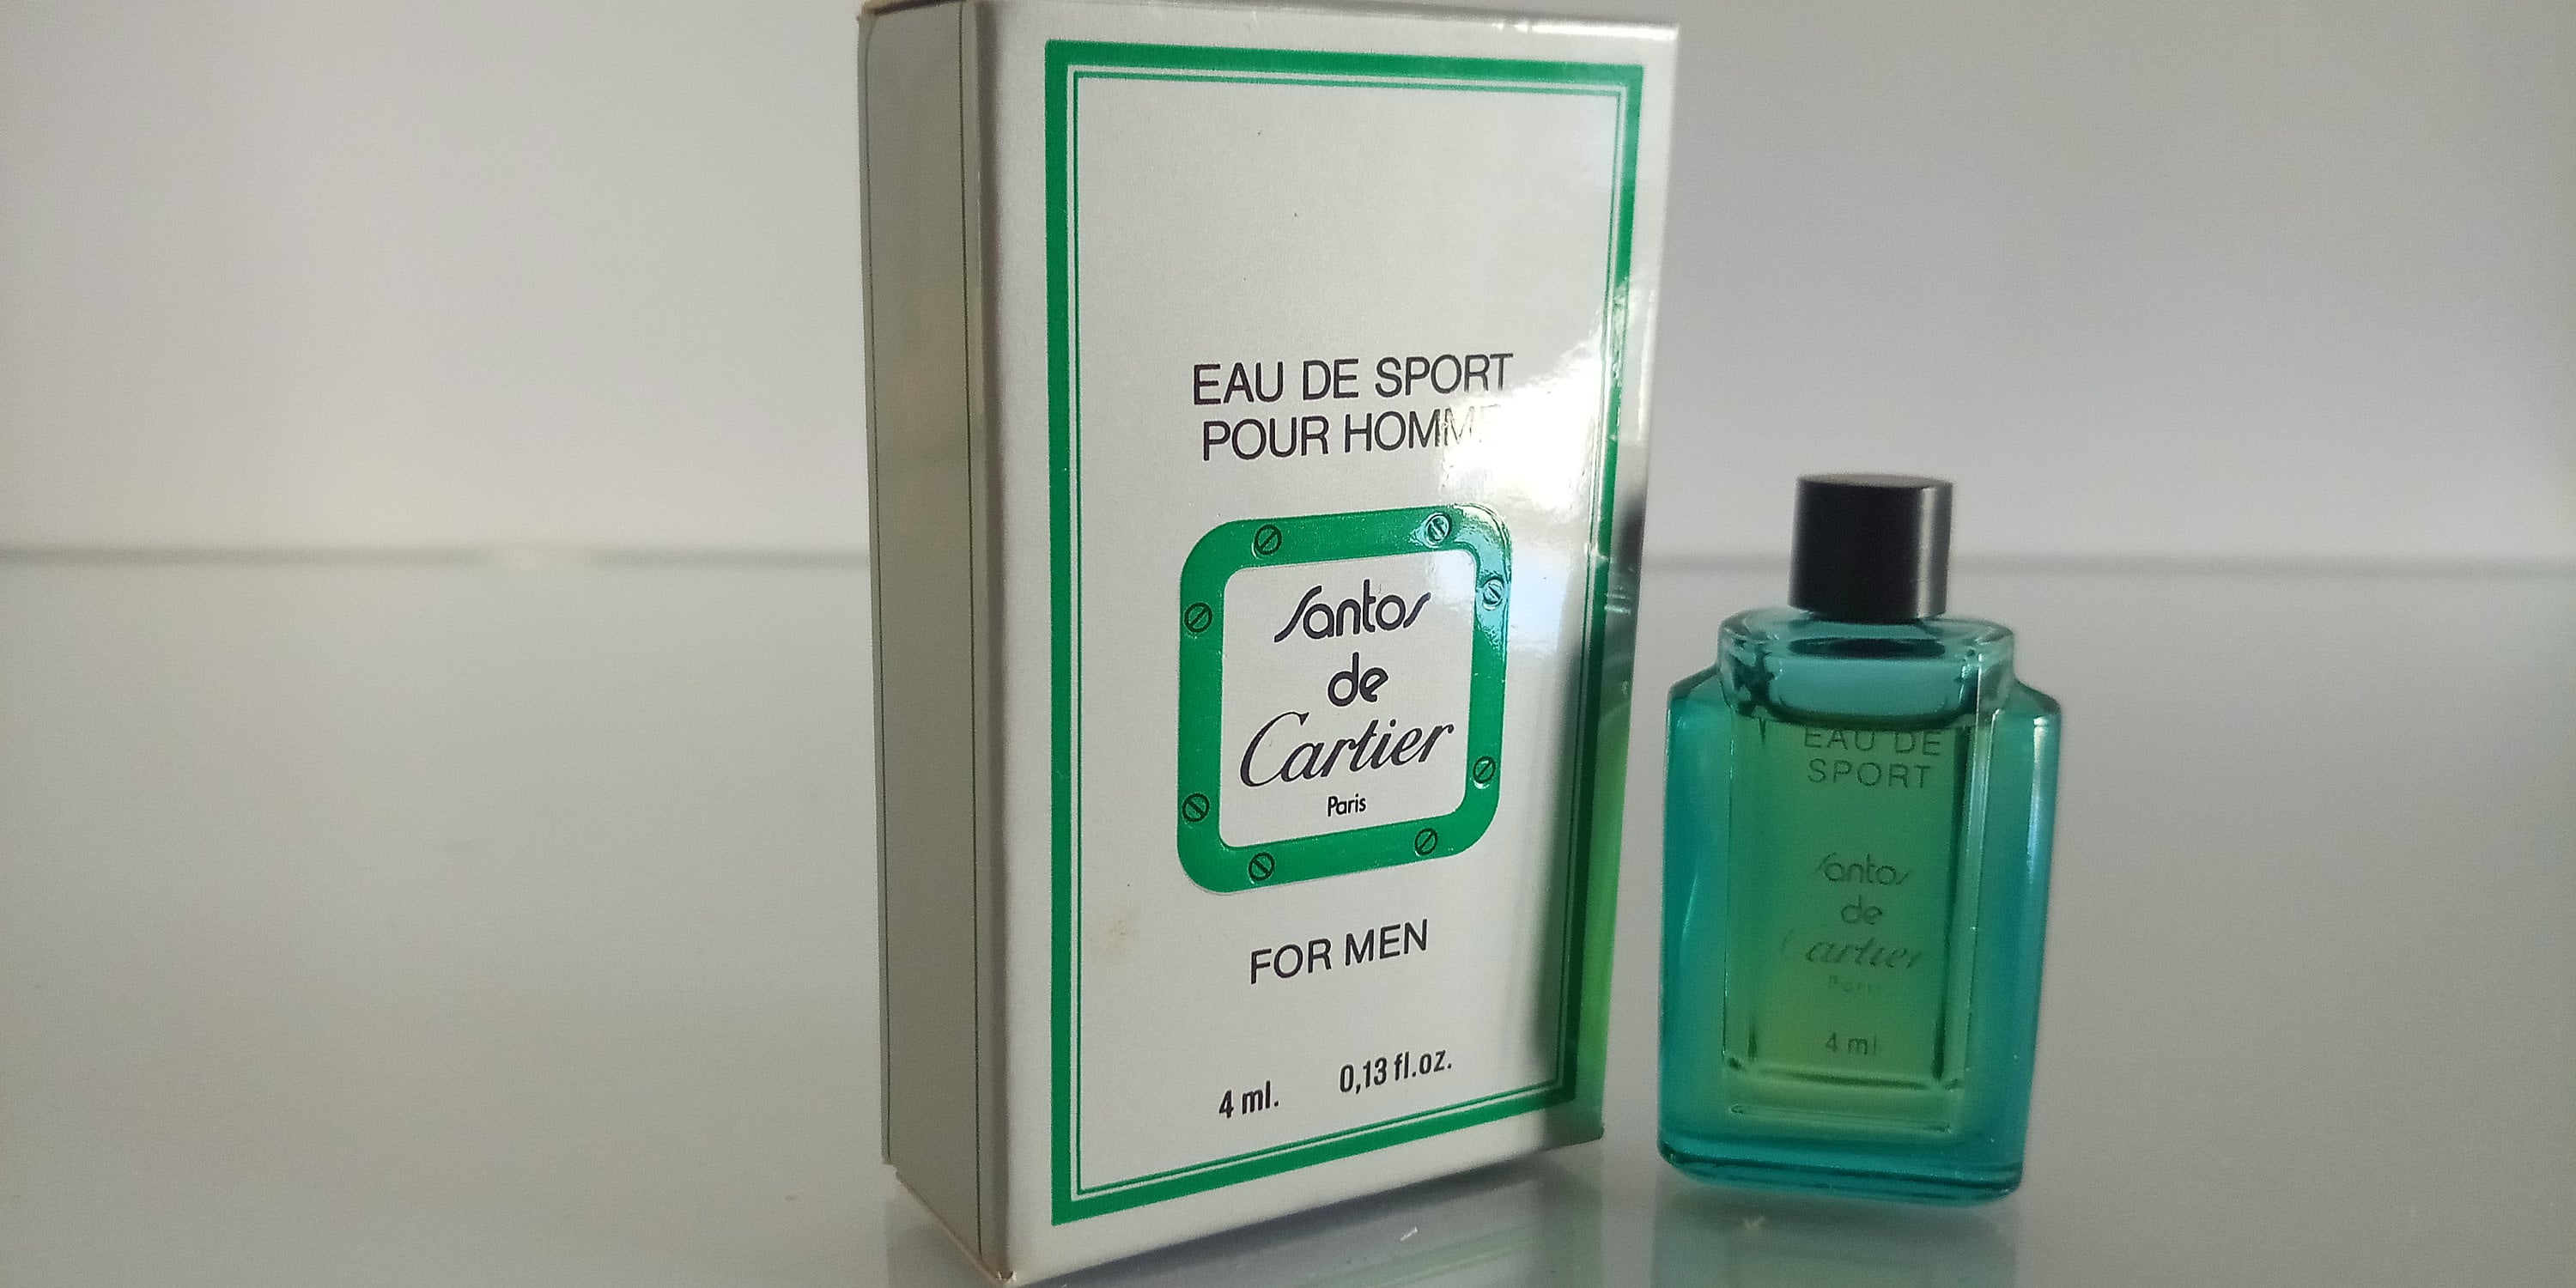 EAU DE SPORT
POUR HOMME
Santos
de
Cartier
Paris
FOR MEN
4 ml. 0,13 fl.oz.
EAU DE
SPORT
Santos
de
Cartier
Paris
4 ml